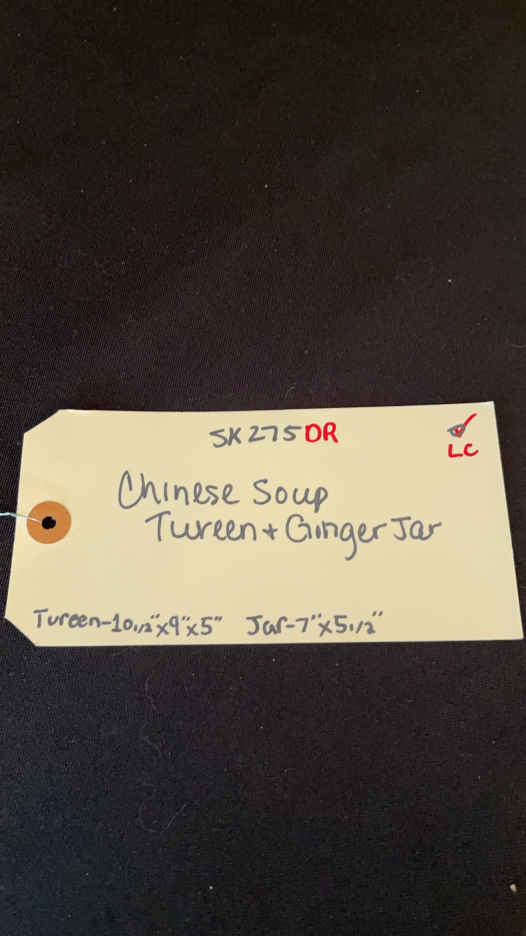 SK275DR
LC
Chinese Soup
Tureen + Ginger Jar
Tureen-10 1/2"x9"x5" Jar-7"x5 1/2"